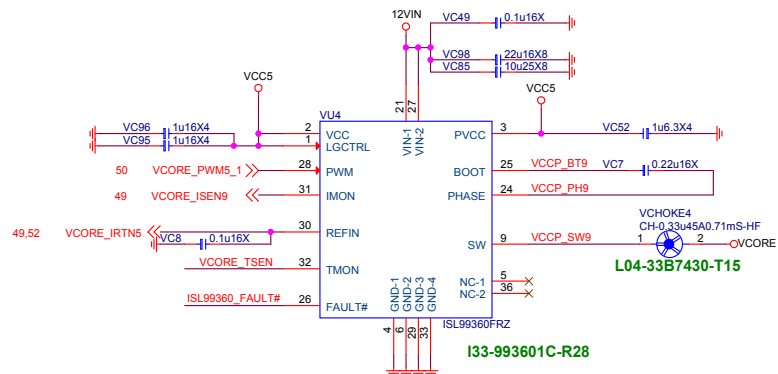 12VIN
VC49 0.1u16X
VC98 22u16X8
VC85 10u25X8
VCC5
VCC5
VU4
21
27
VC96 1u16X4
VC95 1u16X4
2 VCC
1 LGCTRL
VIN-1
VIN-2
PVCC 3
VC52 1u6.3X4
50 VCORE_PWM5_1 28 PWM
BOOT 25 VCCP_BT9 VC7 0.22u16X
49 VCORE_ISEN9 31 IMON
PHASE 24 VCCP_PH9
49,52 VCORE_IRTN5 30 REFIN
VC8 0.1u16X
VCHOKE4
CH-0.33u45A0.71mS-HF
SW 9 VCCP_SW9 1 2 VCORE
L04-33B7430-T15
VCORE_TSEN 32 TMON
NC-1 5
NC-2 36
ISL99360_FAULT# 26 FAULT#
GND-1
GND-2
GND-3
GND-4
4
6
29
33
ISL99360FRZ
I33-993601C-R28